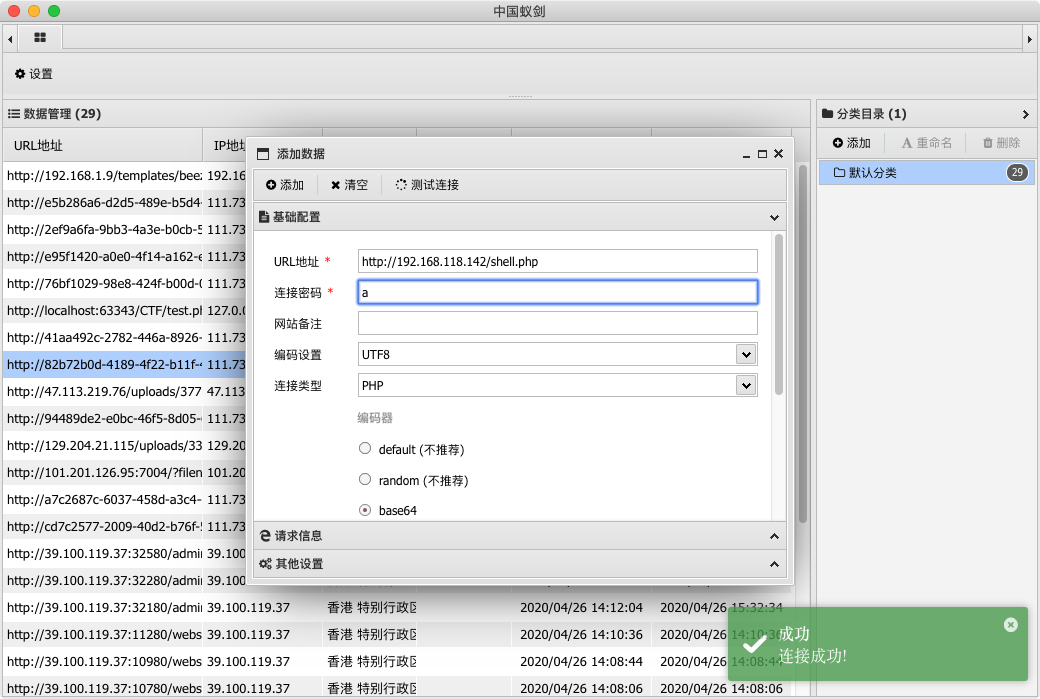 中国蚁剑
设置
数据管理 (29)
分类目录 (1)
URL地址
IP地址
添加
重命名
删除
默认分类
29
http://192.168.1.9/templates/beez
192.16
http://e5b286a6-d2d5-489e-b5d4-
111.73
http://2ef9a6fa-9bb3-4a3e-b0cb-5
111.73
http://e95f1420-a0e0-4f14-a162-e
111.73
http://76bf1029-98e8-424f-b00d-0
111.73
http://localhost:63343/CTF/test.ph
127.0.0
http://41aa492c-2782-446a-8926-
111.73
http://82b72b0d-4189-4f22-b11f-4
111.73
http://47.113.219.76/uploads/377
47.113
http://94489de2-e0bc-46f5-8d05-
111.73
http://129.204.21.115/uploads/33
129.20
http://101.201.126.95:7004/?filen
101.20
http://a7c2687c-6037-458d-a3c4-
111.73
http://cd7c2577-2009-40d2-b76f-5
111.73
http://39.100.119.37:32580/admin
39.100
http://39.100.119.37:32280/admin
39.100
http://39.100.119.37:32180/admin
39.100.119.37
香港 特别行政区
2020/04/26 14:12:04
2020/04/26 15:32:34
http://39.100.119.37:11280/webs
39.100.119.37
香港 特别行政区
2020/04/26 14:10:36
2020/04/26 14:10:36
http://39.100.119.37:10980/webs
39.100.119.37
香港 特别行政区
2020/04/26 14:08:44
2020/04/26 14:08:44
http://39.100.119.37:10780/webs
39.100.119.37
香港 特别行政区
2020/04/26 14:08:06
2020/04/26 14:08:06
添加数据
添加
清空
测试连接
基础配置
URL地址 *
http://192.168.118.142/shell.php
连接密码 *
a
网站备注
编码设置
UTF8
连接类型
PHP
编码器
default (不推荐)
random (不推荐)
base64
请求信息
其他设置
成功
连接成功!